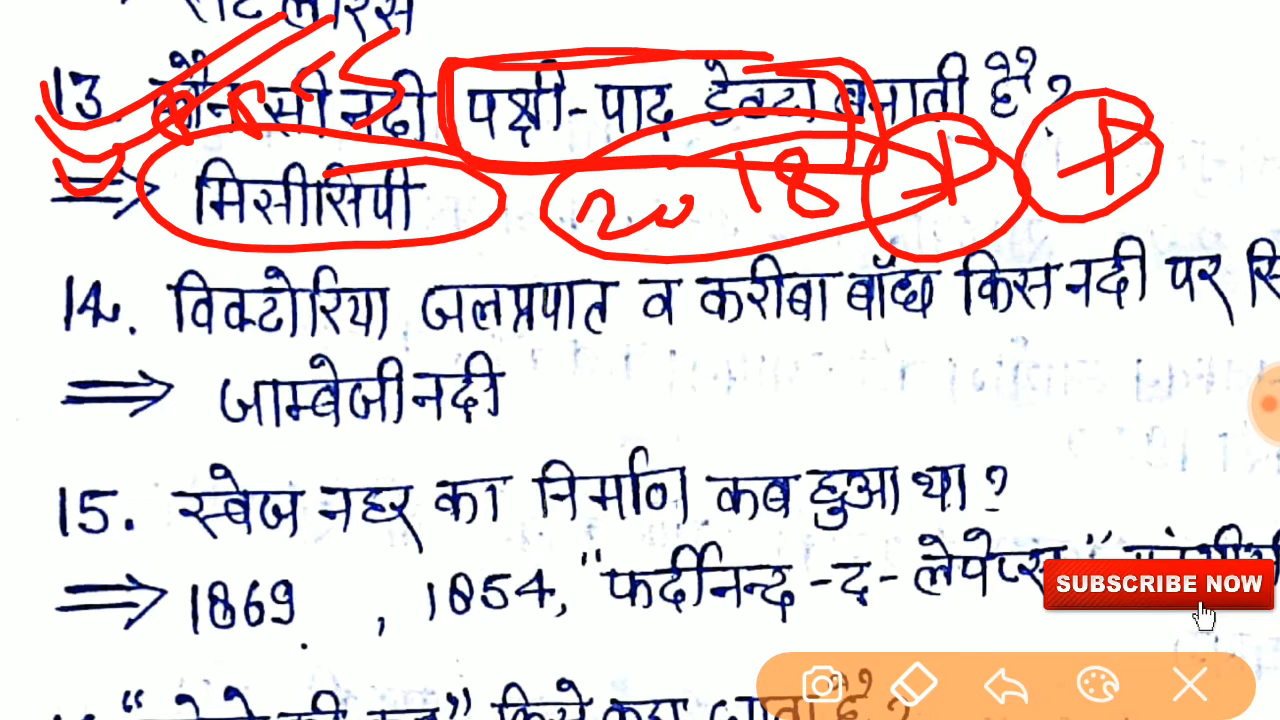 13. कौन सी नदी पक्षी-पाद डेल्टा बनाती है?
⇒ मिसीसिपी 2018
14. विक्टोरिया जलप्रपात व करीबा बाँध किस नदी पर
⇒ जाम्बेजी नदी
15. स्वेज नहर का निर्माण कब हुआ था?
⇒ 1869 , 1854, "फर्दीनन्द-द-लेपेप्स"
SUBSCRIBE NOW
किसे कहा जाता है?